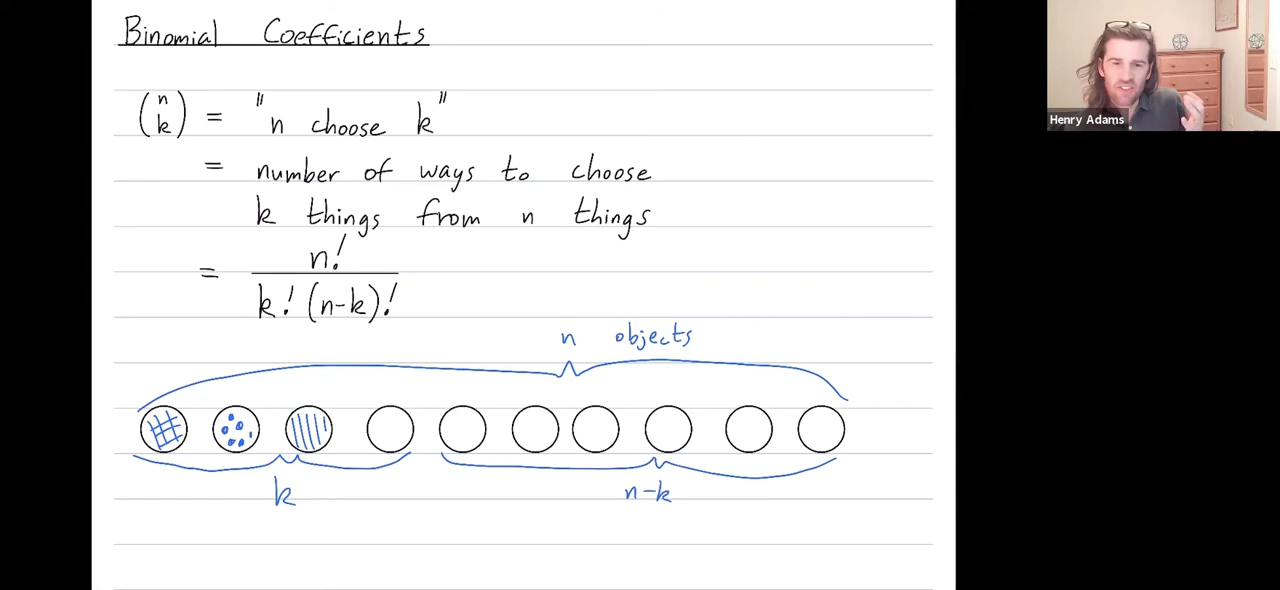 Binomial Coefficients
(n k) = "n choose k"
= number of ways to choose
k things from n things
= n! / k! (n-k)!
n objects
k
n-k
Henry Adams